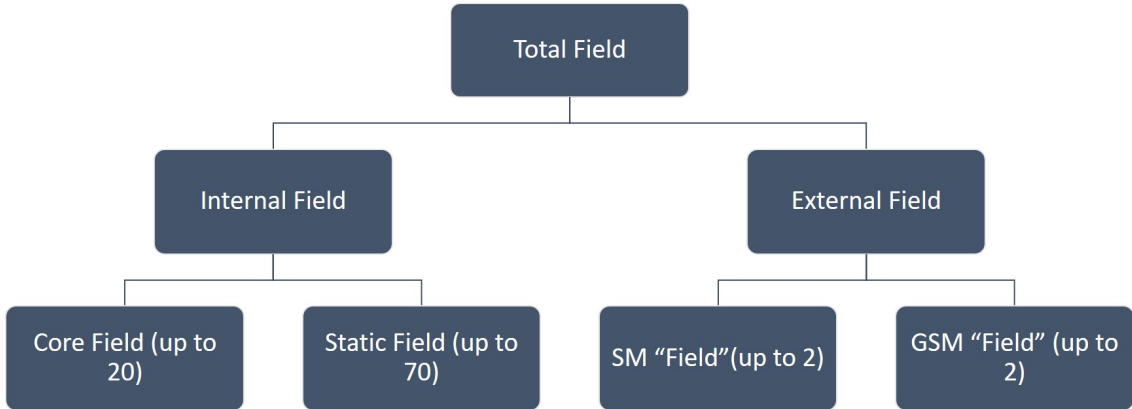 Total Field
Internal Field
External Field
Core Field (up to
20)
Static Field (up to
70)
SM “Field”(up to 2)
GSM “Field” (up to
2)